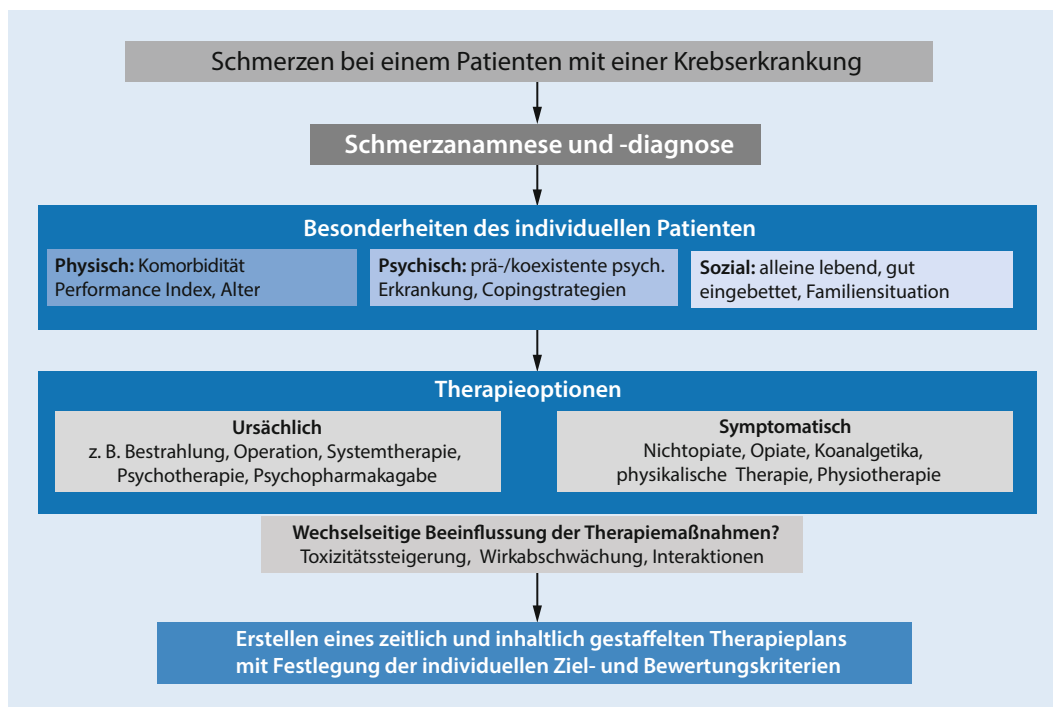 Schmerzen bei einem Patienten mit einer Krebserkrankung
Schmerzanamnese und -diagnose
Besonderheiten des individuellen Patienten
Physisch: Komorbidität
Performance Index, Alter
Psychisch: prä-/koexistente psych.
Erkrankung, Copingstrategien
Sozial: alleine lebend, gut
eingebettet, Familiensituation
Therapieoptionen
Ursächlich
z. B. Bestrahlung, Operation, Systemtherapie,
Psychotherapie, Psychopharmakagabe
Symptomatisch
Nichtopiate, Opiate, Koanalgetika,
physikalische Therapie, Physiotherapie
Wechselseitige Beeinflussung der Therapiemaßnahmen?
Toxizitätssteigerung, Wirkabschwächung, Interaktionen
Erstellen eines zeitlich und inhaltlich gestaffelten Therapieplans
mit Festlegung der individuellen Ziel- und Bewertungskriterien